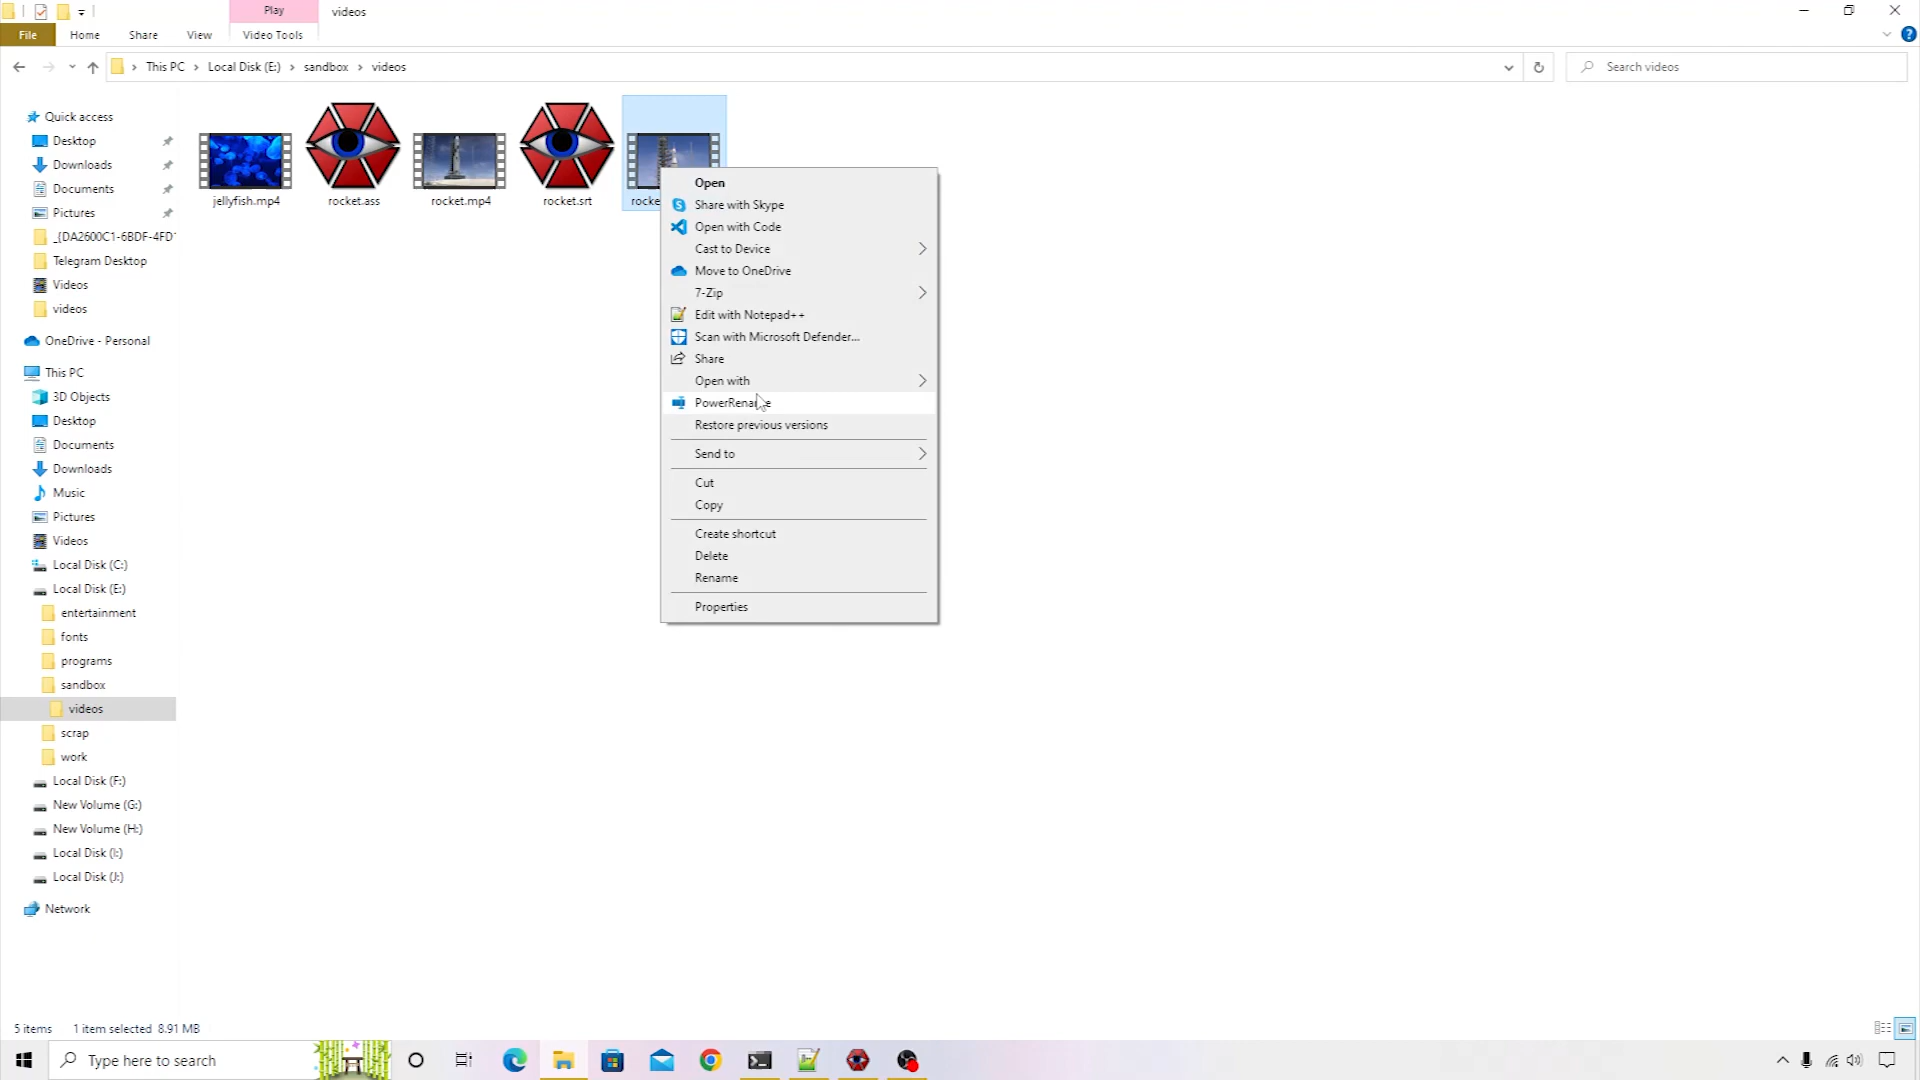 Play
videos
File
Home
Share
View
Video Tools
This PC
Local Disk (E:)
sandbox
videos
Search videos
Quick access
Desktop
Downloads
Documents
Pictures
_{DA2600C1-6BDF-4FD
Telegram Desktop
Videos
videos
OneDrive - Personal
This PC
3D Objects
Desktop
Documents
Downloads
Music
Pictures
Videos
Local Disk (C:)
Local Disk (E:)
entertainment
fonts
programs
sandbox
videos
scrap
work
Local Disk (F:)
New Volume (G:)
New Volume (H:)
Local Disk (I:)
Local Disk (J:)
Network
jellyfish.mp4
rocket.ass
rocket.mp4
rocket.srt
rocke
Open
Share with Skype
Open with Code
Cast to Device
Move to OneDrive
7-Zip
Edit with Notepad++
Scan with Microsoft Defender...
Share
Open with
PowerRename
Restore previous versions
Send to
Cut
Copy
Create shortcut
Delete
Rename
Properties
5 items
1 item selected 8.91 MB
Type here to search